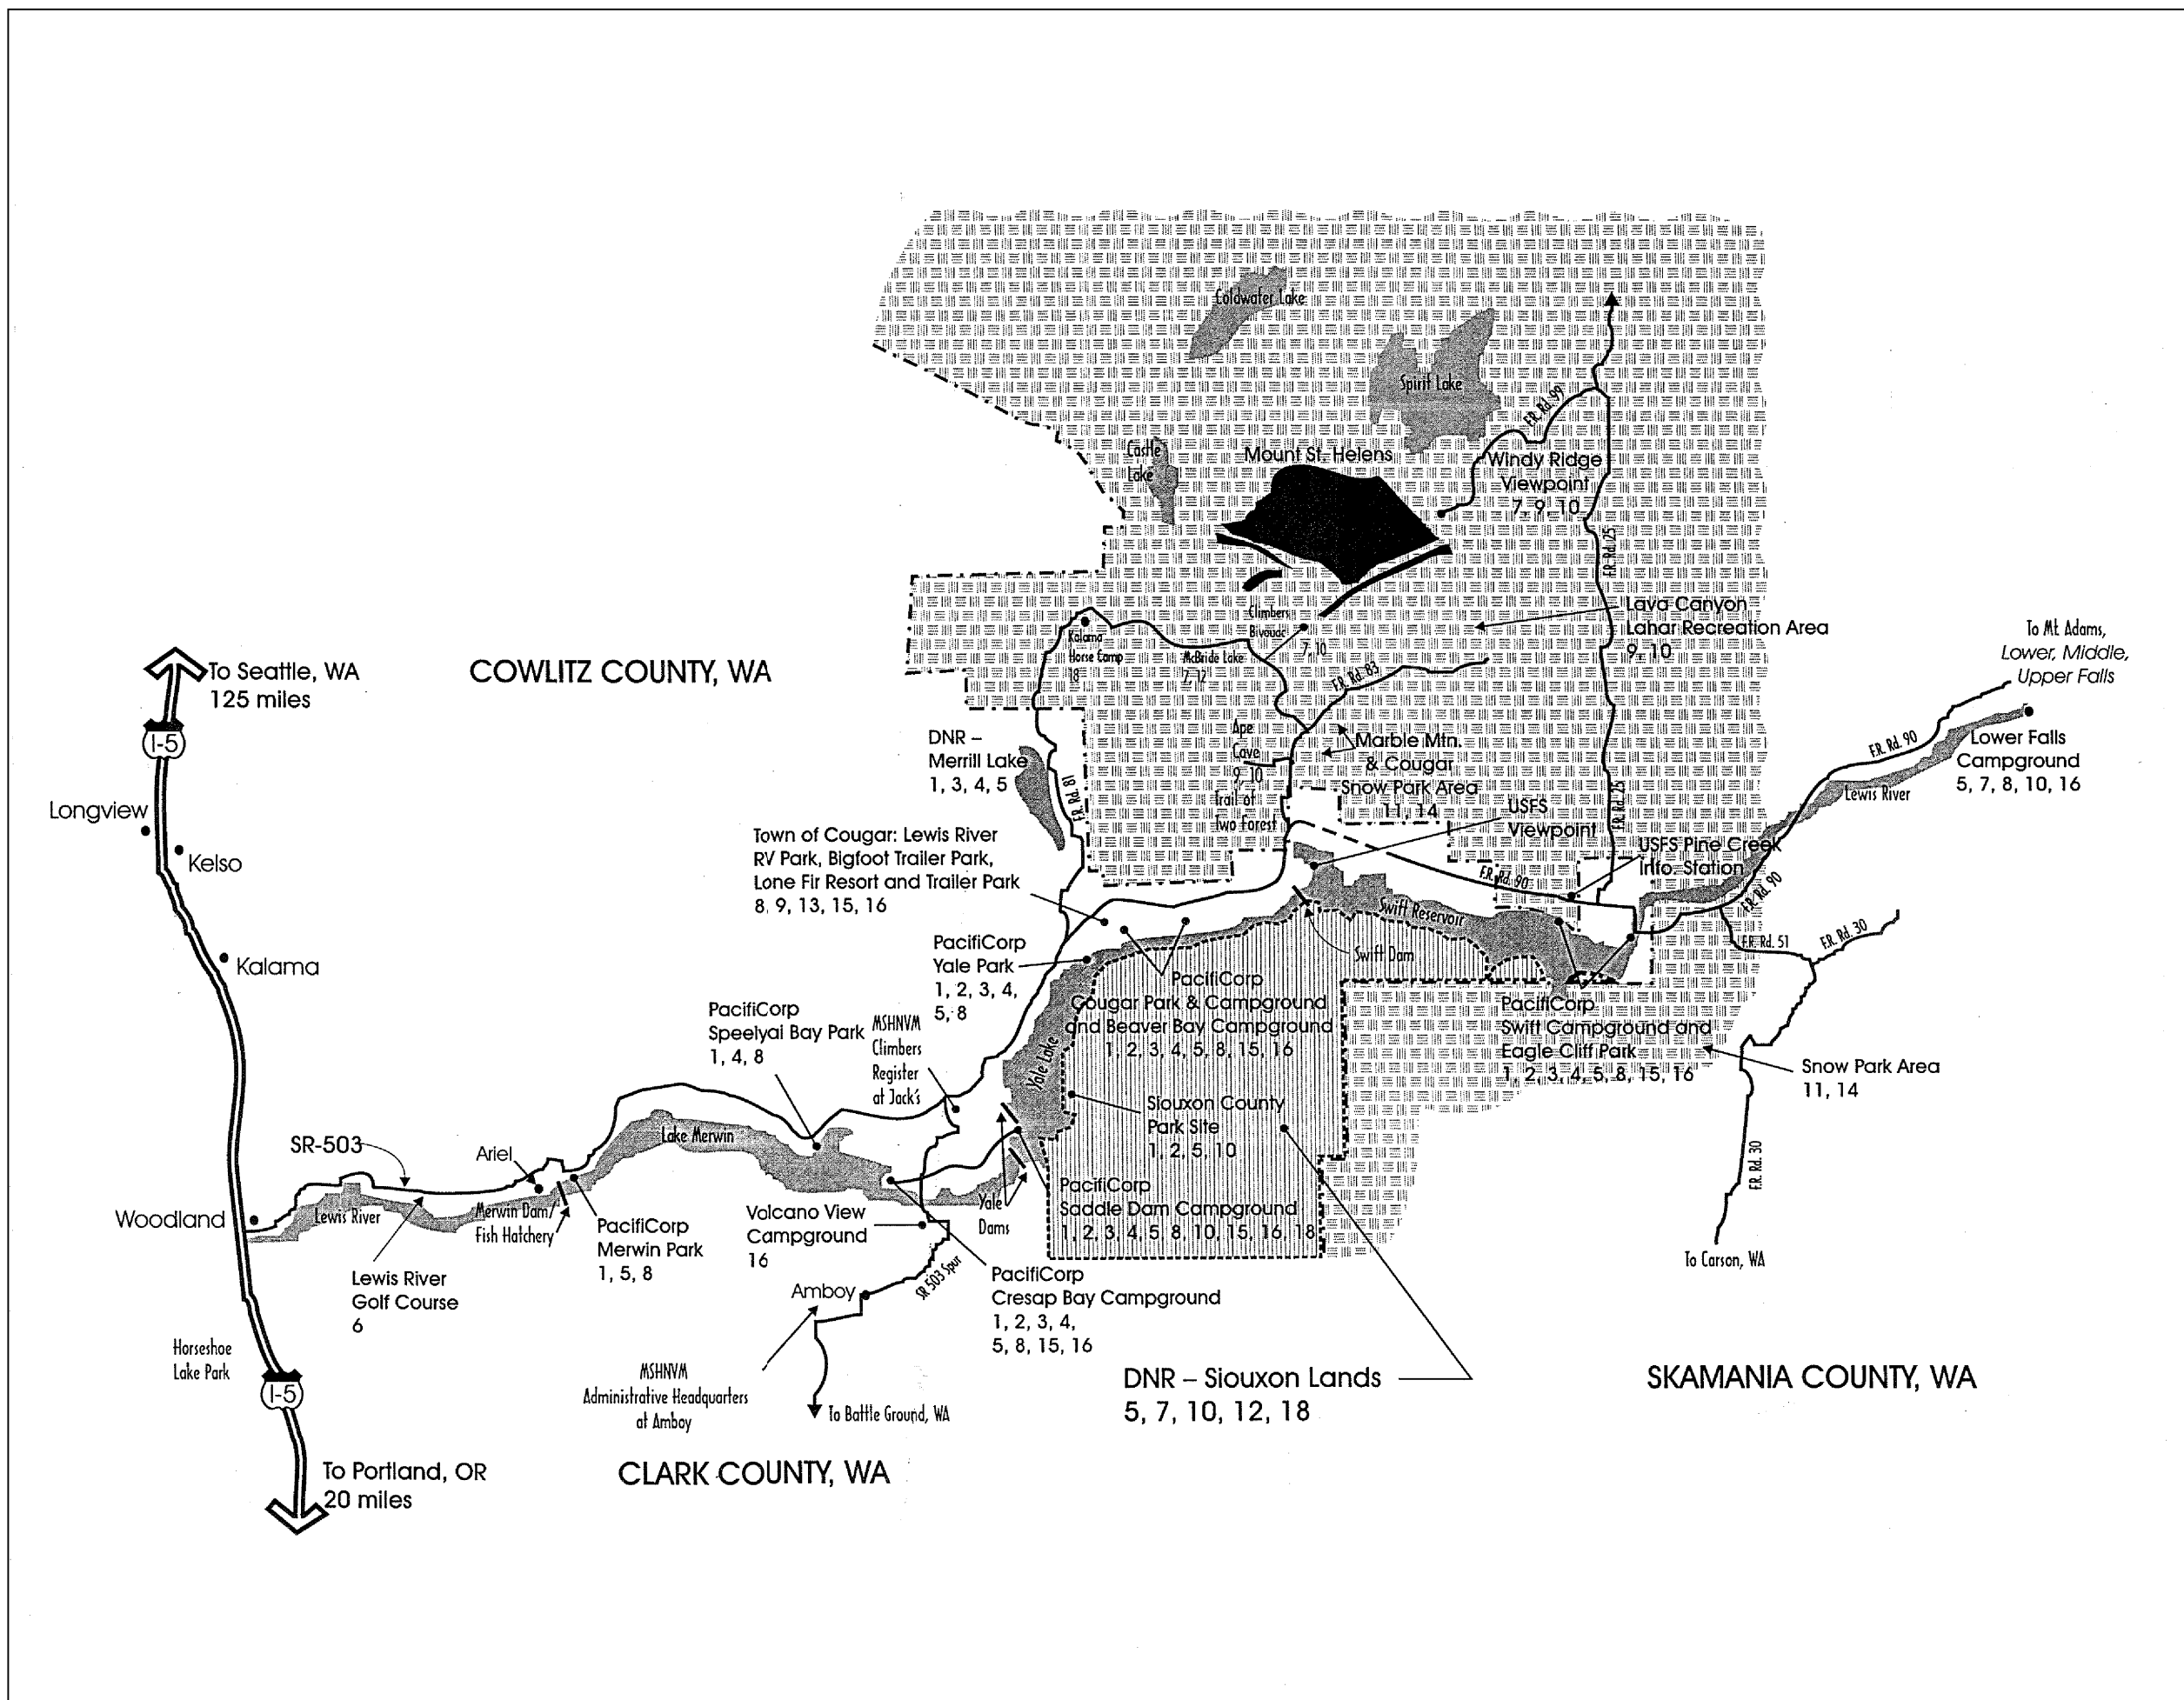 Coldwater Lake
Spirit Lake
F.R. Rd. 99
Castle
Lake
Mount St. Helens
Windy Ridge
Viewpoint
7, 9, 10
F.R. Rd. 25
Climbers
Bivouac
7, 10
Lava Canyon
Lahar Recreation Area
9, 10
To Mt. Adams,
Lower, Middle,
Upper Falls
Kalama
Horse Camp
18
McBride Lake
7, 12
F.R. Rd. 83
To Seattle, WA
125 miles
COWLITZ COUNTY, WA
I-5
DNR –
Merrill Lake
1, 3, 4, 5
F.R. Rd. 81
Ape
Cave
9, 10
Trail of
Two Forest
Marble Mtn.
& Cougar
Snow Park Area
11, 14
F.R. Rd. 25
F.R. Rd. 90
Lower Falls
Campground
5, 7, 8, 10, 16
Lewis River
Longview
Kelso
Town of Cougar: Lewis River
RV Park, Bigfoot Trailer Park,
Lone Fir Resort and Trailer Park
8, 9, 13, 15, 16
USFS
Viewpoint
USFS Pine Creek
Info. Station
F.R. Rd. 90
F.R. Rd. 90
Swift Reservoir
Swift Dam
F.R. Rd. 51
F.R. Rd. 30
Kalama
PacifiCorp
Yale Park
1, 2, 3, 4,
5, 8
PacifiCorp
Cougar Park & Campground
and Beaver Bay Campground
1, 2, 3, 4, 5, 8, 15, 16
PacifiCorp
Swift Campground and
Eagle Cliff Park
1, 2, 3, 4, 5, 8, 15, 16
Snow Park Area
11, 14
PacifiCorp
Speelyai Bay Park
1, 4, 8
MSHNVM
Climbers
Register
at Jack's
Yale Lake
Siouxon County
Park Site
1, 2, 5, 10
SR-503
Ariel
Lake Merwin
F.R. Rd. 30
Woodland
Lewis River
Merwin Dam/
Fish Hatchery
PacifiCorp
Merwin Park
1, 5, 8
Volcano View
Campground
16
Yale
Dams
PacifiCorp
Saddle Dam Campground
1, 2, 3, 4, 5, 8, 10, 15, 16, 18
To Carson, WA
Lewis River
Golf Course
6
Amboy
SR 503 Spur
PacifiCorp
Cresap Bay Campground
1, 2, 3, 4,
5, 8, 15, 16
Horseshoe
Lake Park
I-5
MSHNVM
Administrative Headquarters
at Amboy
To Battle Ground, WA
DNR – Siouxon Lands
5, 7, 10, 12, 18
SKAMANIA COUNTY, WA
To Portland, OR
20 miles
CLARK COUNTY, WA